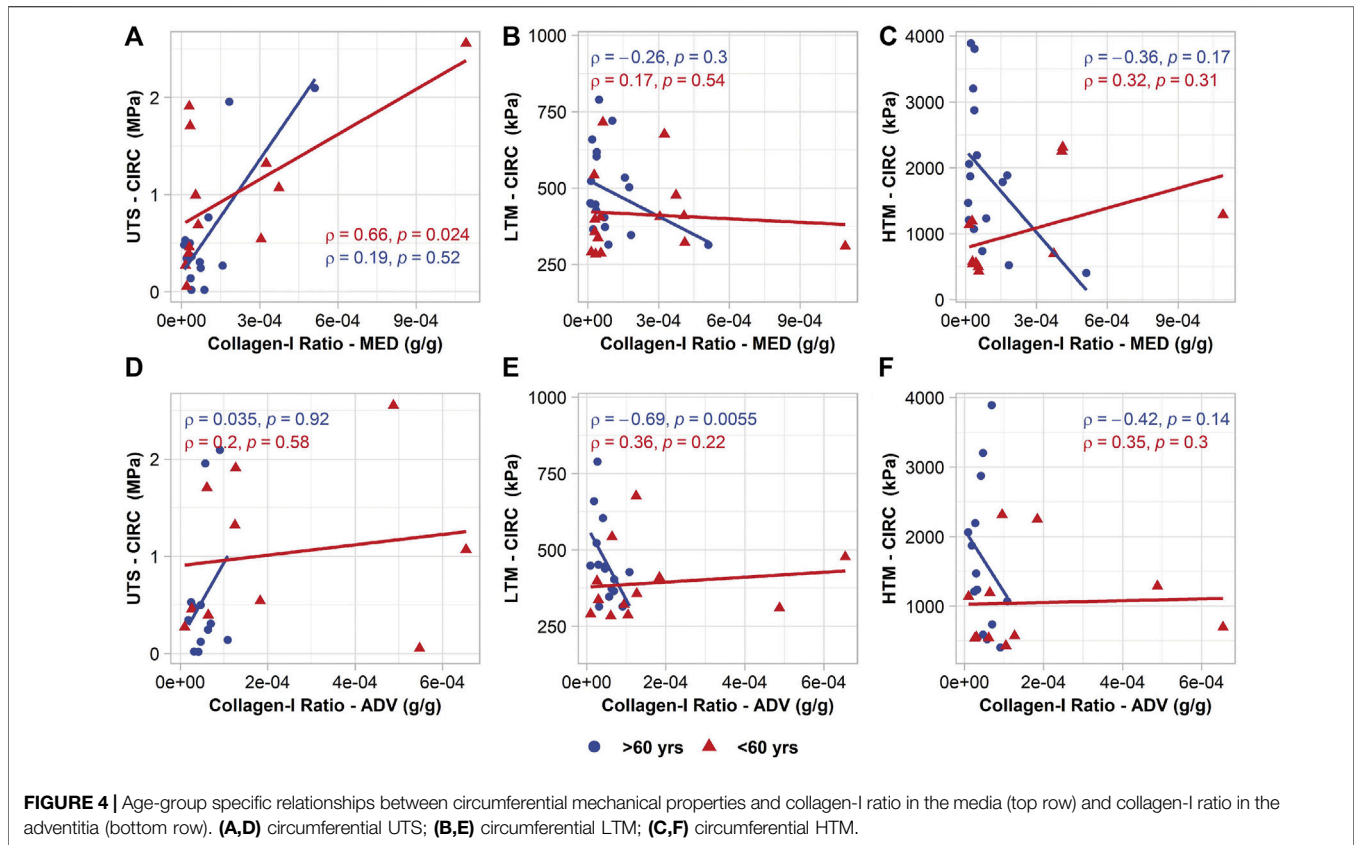 A
UTS - CIRC (MPa)
2
1
0
ρ = 0.66, p = 0.024
ρ = 0.19, p = 0.52
0e+00 3e-04 6e-04 9e-04
Collagen-I Ratio - MED (g/g)
B
LTM - CIRC (kPa)
1000
750
500
250
ρ = −0.26, p = 0.3
ρ = 0.17, p = 0.54
0e+00 3e-04 6e-04 9e-04
Collagen-I Ratio - MED (g/g)
C
HTM - CIRC (kPa)
4000
3000
2000
1000
0
ρ = −0.36, p = 0.17
ρ = 0.32, p = 0.31
0e+00 3e-04 6e-04 9e-04
Collagen-I Ratio - MED (g/g)
D
UTS - CIRC (MPa)
2
1
0
ρ = 0.035, p = 0.92
ρ = 0.2, p = 0.58
0e+00 2e-04 4e-04 6e-04
Collagen-I Ratio - ADV (g/g)
E
LTM - CIRC (kPa)
1000
750
500
250
ρ = −0.69, p = 0.0055
ρ = 0.36, p = 0.22
0e+00 2e-04 4e-04 6e-04
Collagen-I Ratio - ADV (g/g)
F
HTM - CIRC (kPa)
4000
3000
2000
1000
ρ = −0.42, p = 0.14
ρ = 0.35, p = 0.3
0e+00 2e-04 4e-04 6e-04
Collagen-I Ratio - ADV (g/g)
>60 yrs <60 yrs
FIGURE 4 | Age-group specific relationships between circumferential mechanical properties and collagen-I ratio in the media (top row) and collagen-I ratio in the
adventitia (bottom row). (A,D) circumferential UTS; (B,E) circumferential LTM; (C,F) circumferential HTM.